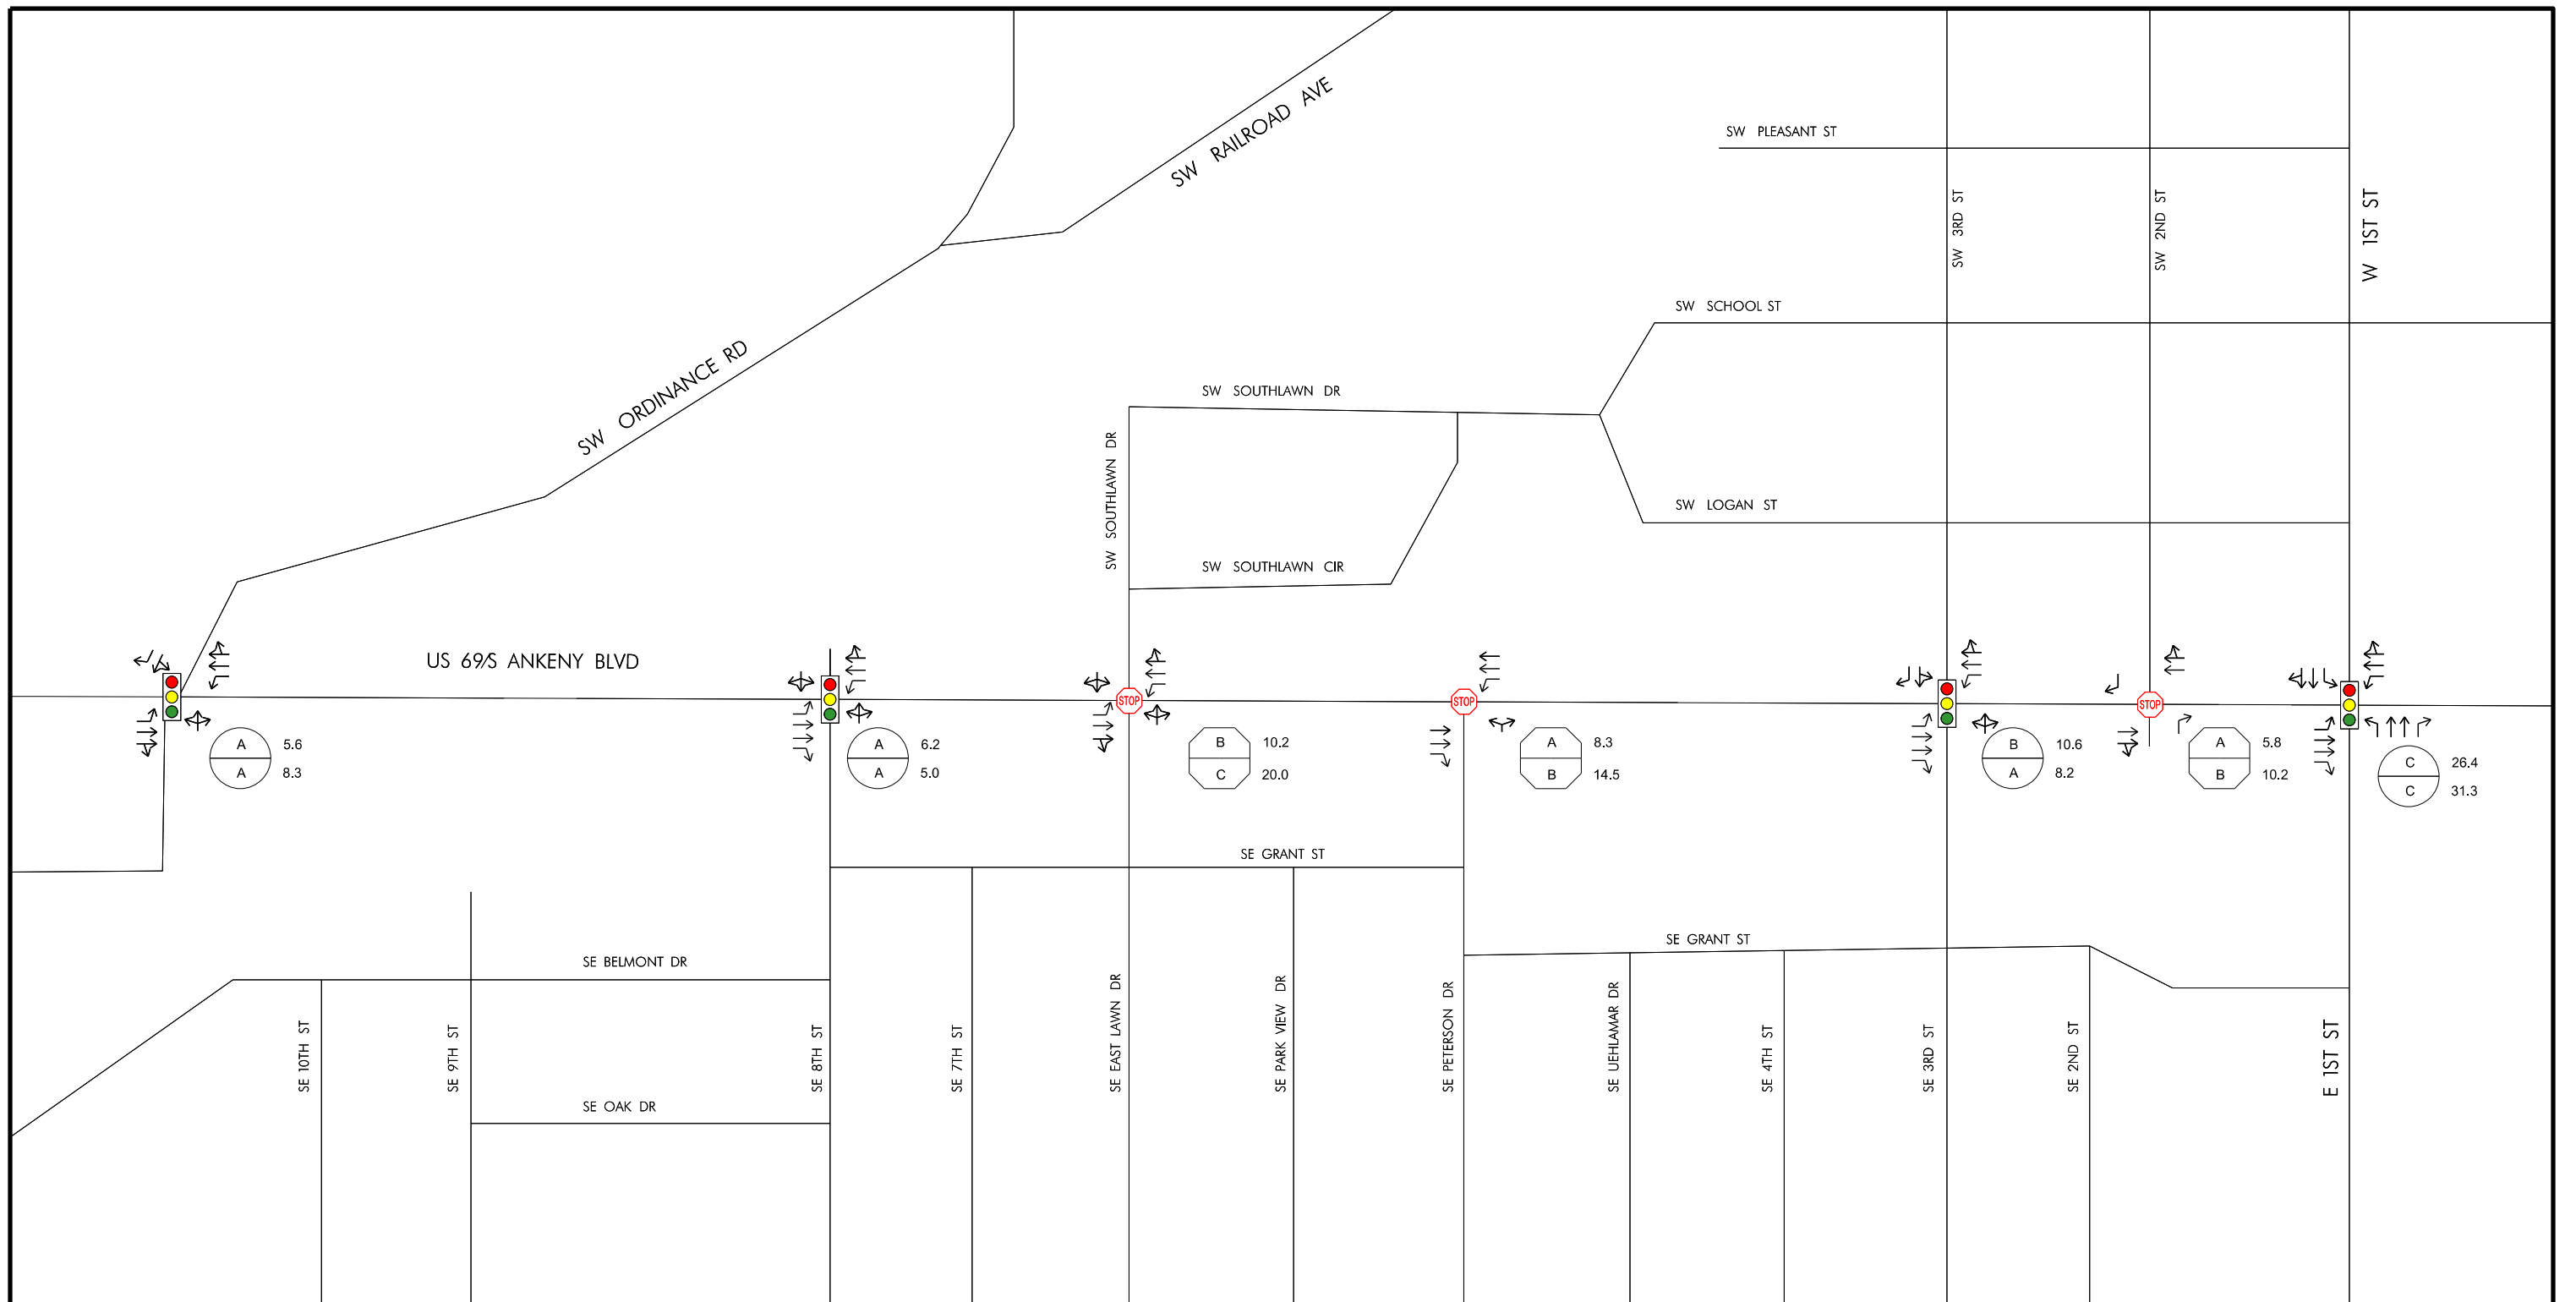 SW PLEASANT ST
SW RAILROAD AVE
SW 3RD ST
SW 2ND ST
W 1ST ST
SW SCHOOL ST
SW ORDINANCE RD
SW SOUTHLAWN DR
SW SOUTHLAWN DR
SW LOGAN ST
SW SOUTHLAWN CIR
US 69/S ANKENY BLVD
STOP
STOP
STOP
A 5.6
A 8.3
A 6.2
A 5.0
B 10.2
C 20.0
A 8.3
B 14.5
B 10.6
A 8.2
A 5.8
B 10.2
C 26.4
C 31.3
SE GRANT ST
SE GRANT ST
SE BELMONT DR
SE 10TH ST
SE 9TH ST
SE 8TH ST
SE 7TH ST
SE EAST LAWN DR
SE PARK VIEW DR
SE PETERSON DR
SE UEHLAMAR DR
SE 4TH ST
SE 3RD ST
SE 2ND ST
E 1ST ST
SE OAK DR